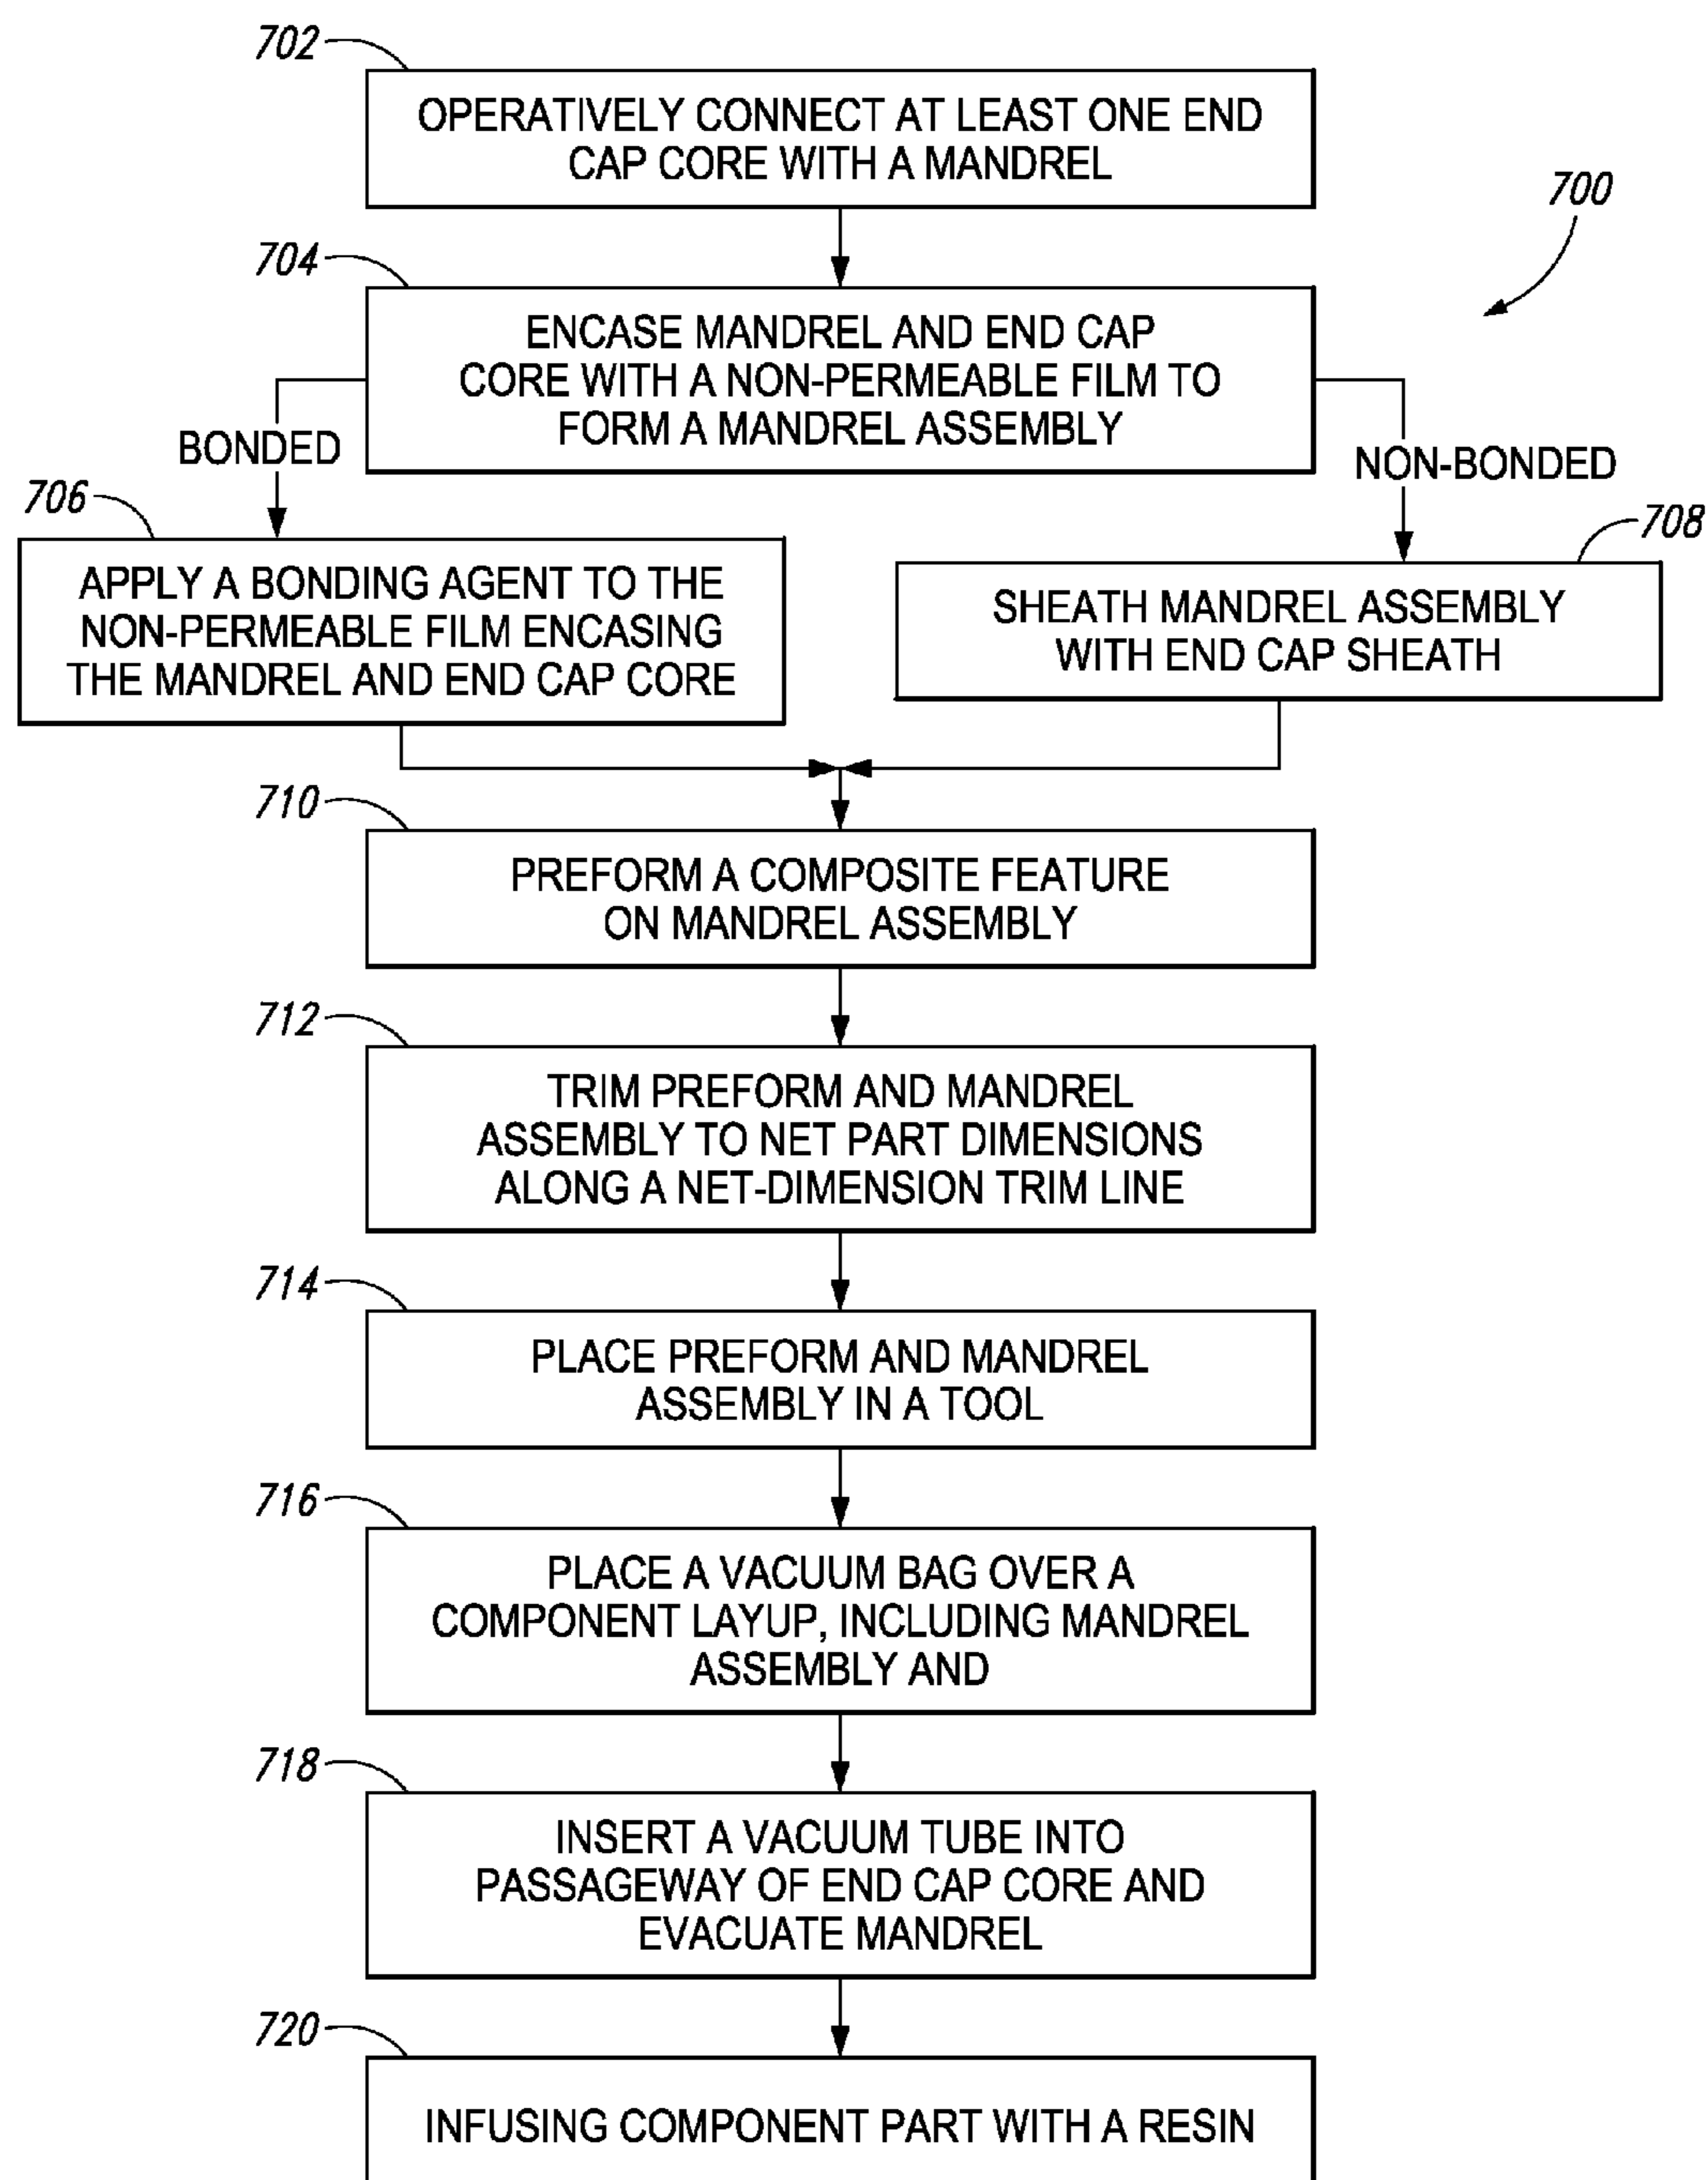 702
OPERATIVELY CONNECT AT LEAST ONE END
CAP CORE WITH A MANDREL
700
704
ENCASE MANDREL AND END CAP
CORE WITH A NON-PERMEABLE FILM TO
FORM A MANDREL ASSEMBLY
BONDED
NON-BONDED
706
APPLY A BONDING AGENT TO THE
NON-PERMEABLE FILM ENCASING
THE MANDREL AND END CAP CORE
708
SHEATH MANDREL ASSEMBLY
WITH END CAP SHEATH
710
PREFORM A COMPOSITE FEATURE
ON MANDREL ASSEMBLY
712
TRIM PREFORM AND MANDREL
ASSEMBLY TO NET PART DIMENSIONS
ALONG A NET-DIMENSION TRIM LINE
714
PLACE PREFORM AND MANDREL
ASSEMBLY IN A TOOL
716
PLACE A VACUUM BAG OVER A
COMPONENT LAYUP, INCLUDING MANDREL
ASSEMBLY AND
718
INSERT A VACUUM TUBE INTO
PASSAGEWAY OF END CAP CORE AND
EVACUATE MANDREL
720
INFUSING COMPONENT PART WITH A RESIN